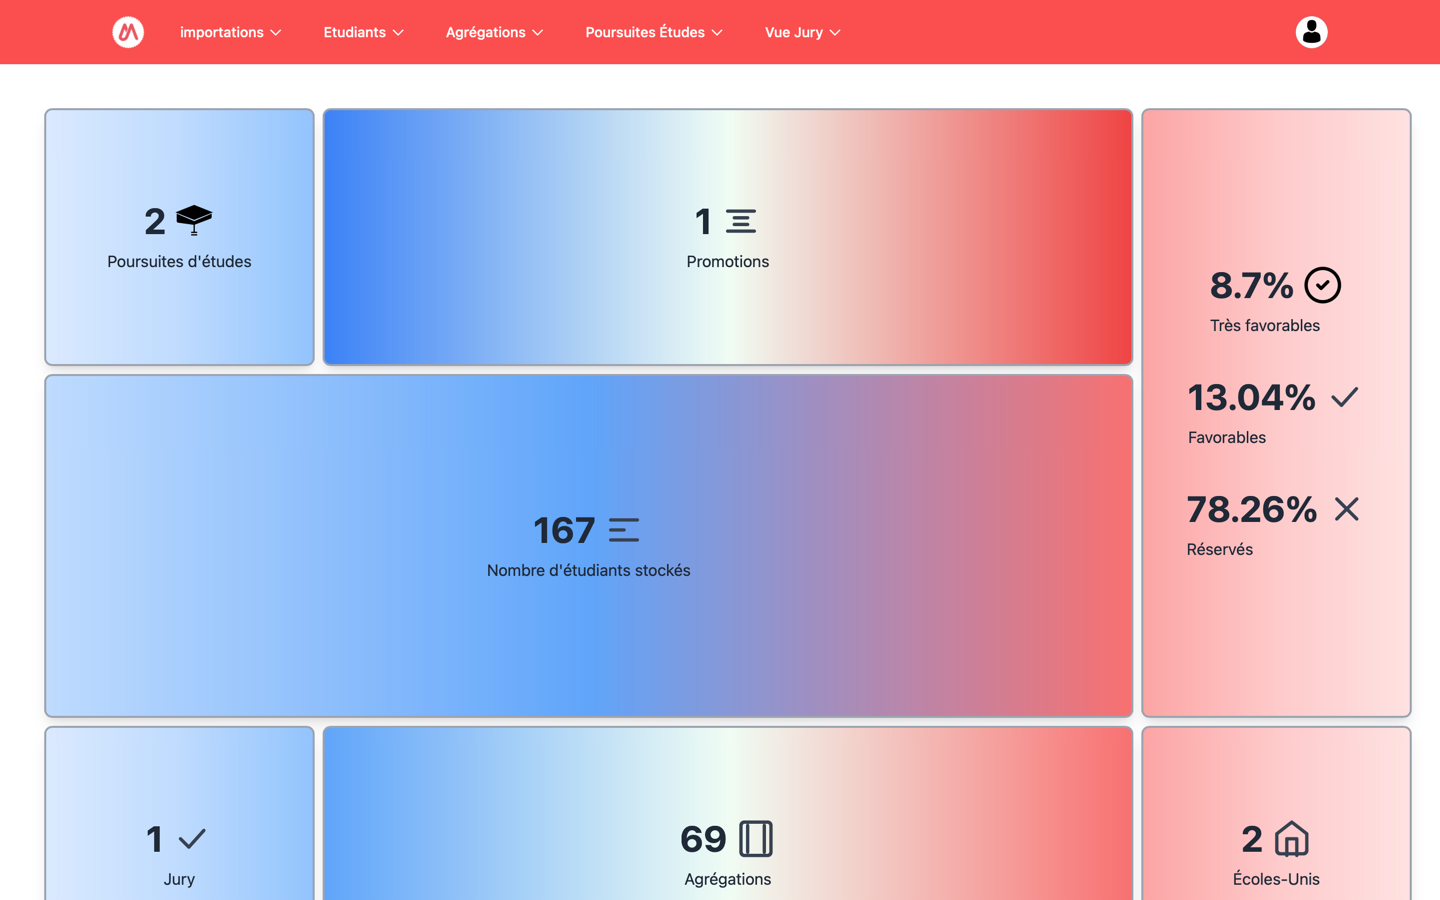 importations
Etudiants
Agrégations
Poursuites Études
Vue Jury
2
Poursuites d'études
1
Promotions
8.7%
Très favorables
13.04%
Favorables
78.26%
Réservés
167
Nombre d'étudiants stockés
1
Jury
69
Agrégations
2
Écoles-Unis